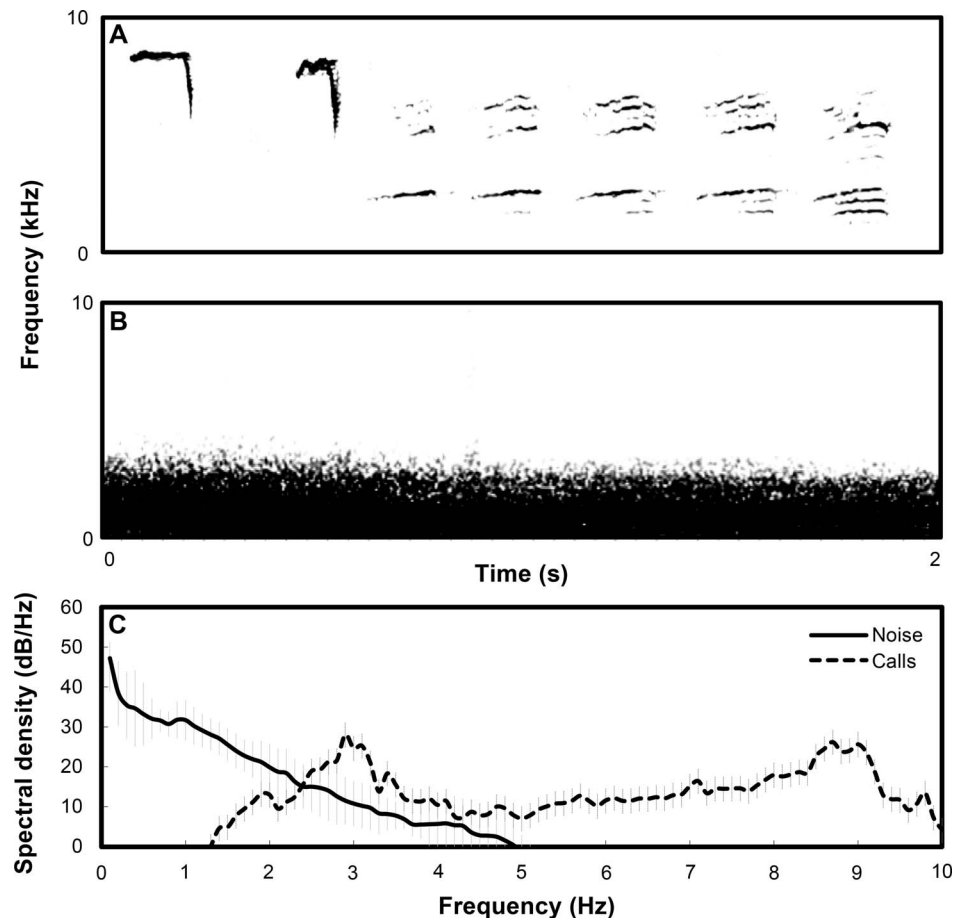 10
A
0
Frequency (kHz)
10
B
0
0
2
Time (s)
60
50
40
30
20
10
0
C
Noise
Calls
Spectral density (dB/Hz)
0 1 2 3 4 5 6 7 8 9 10
Frequency (Hz)